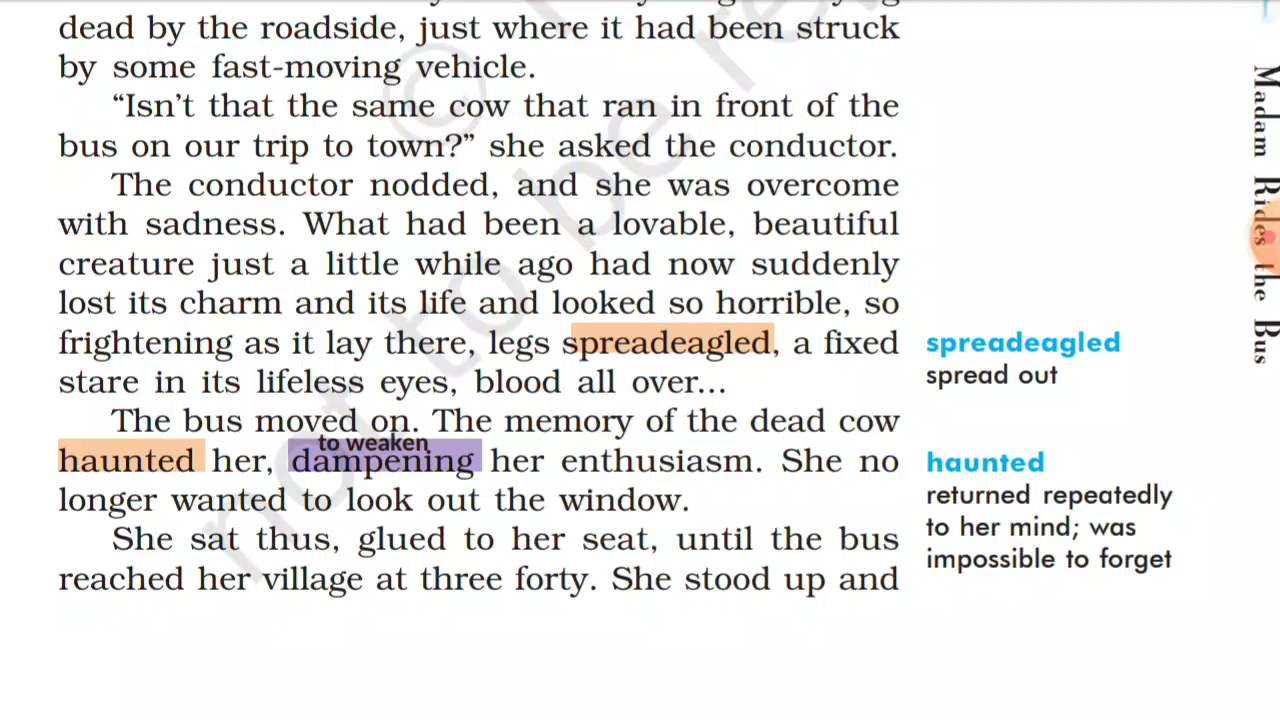 dead by the roadside, just where it had been struck
by some fast-moving vehicle.
“Isn’t that the same cow that ran in front of the
bus on our trip to town?” she asked the conductor.
The conductor nodded, and she was overcome
with sadness. What had been a lovable, beautiful
creature just a little while ago had now suddenly
lost its charm and its life and looked so horrible, so
frightening as it lay there, legs spreadeagled, a fixed
stare in its lifeless eyes, blood all over...
The bus moved on. The memory of the dead cow
to weaken
haunted her, dampening her enthusiasm. She no
longer wanted to look out the window.
She sat thus, glued to her seat, until the bus
reached her village at three forty. She stood up and
spreadeagled
spread out
haunted
returned repeatedly
to her mind; was
impossible to forget
Madam Rides the Bus
©
not to be re